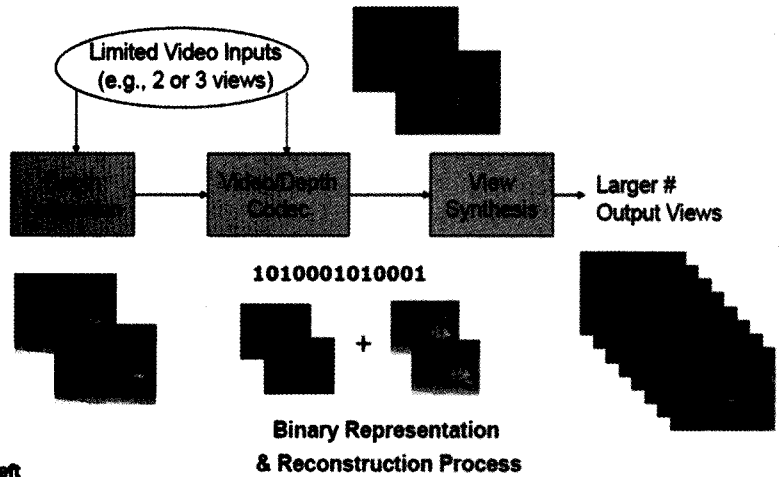 Limited Video Inputs
(e.g., 2 or 3 views)
Video/Depth
Codec
View
Synthesis
Larger #
Output Views
1010001010001
+
Binary Representation
& Reconstruction Process